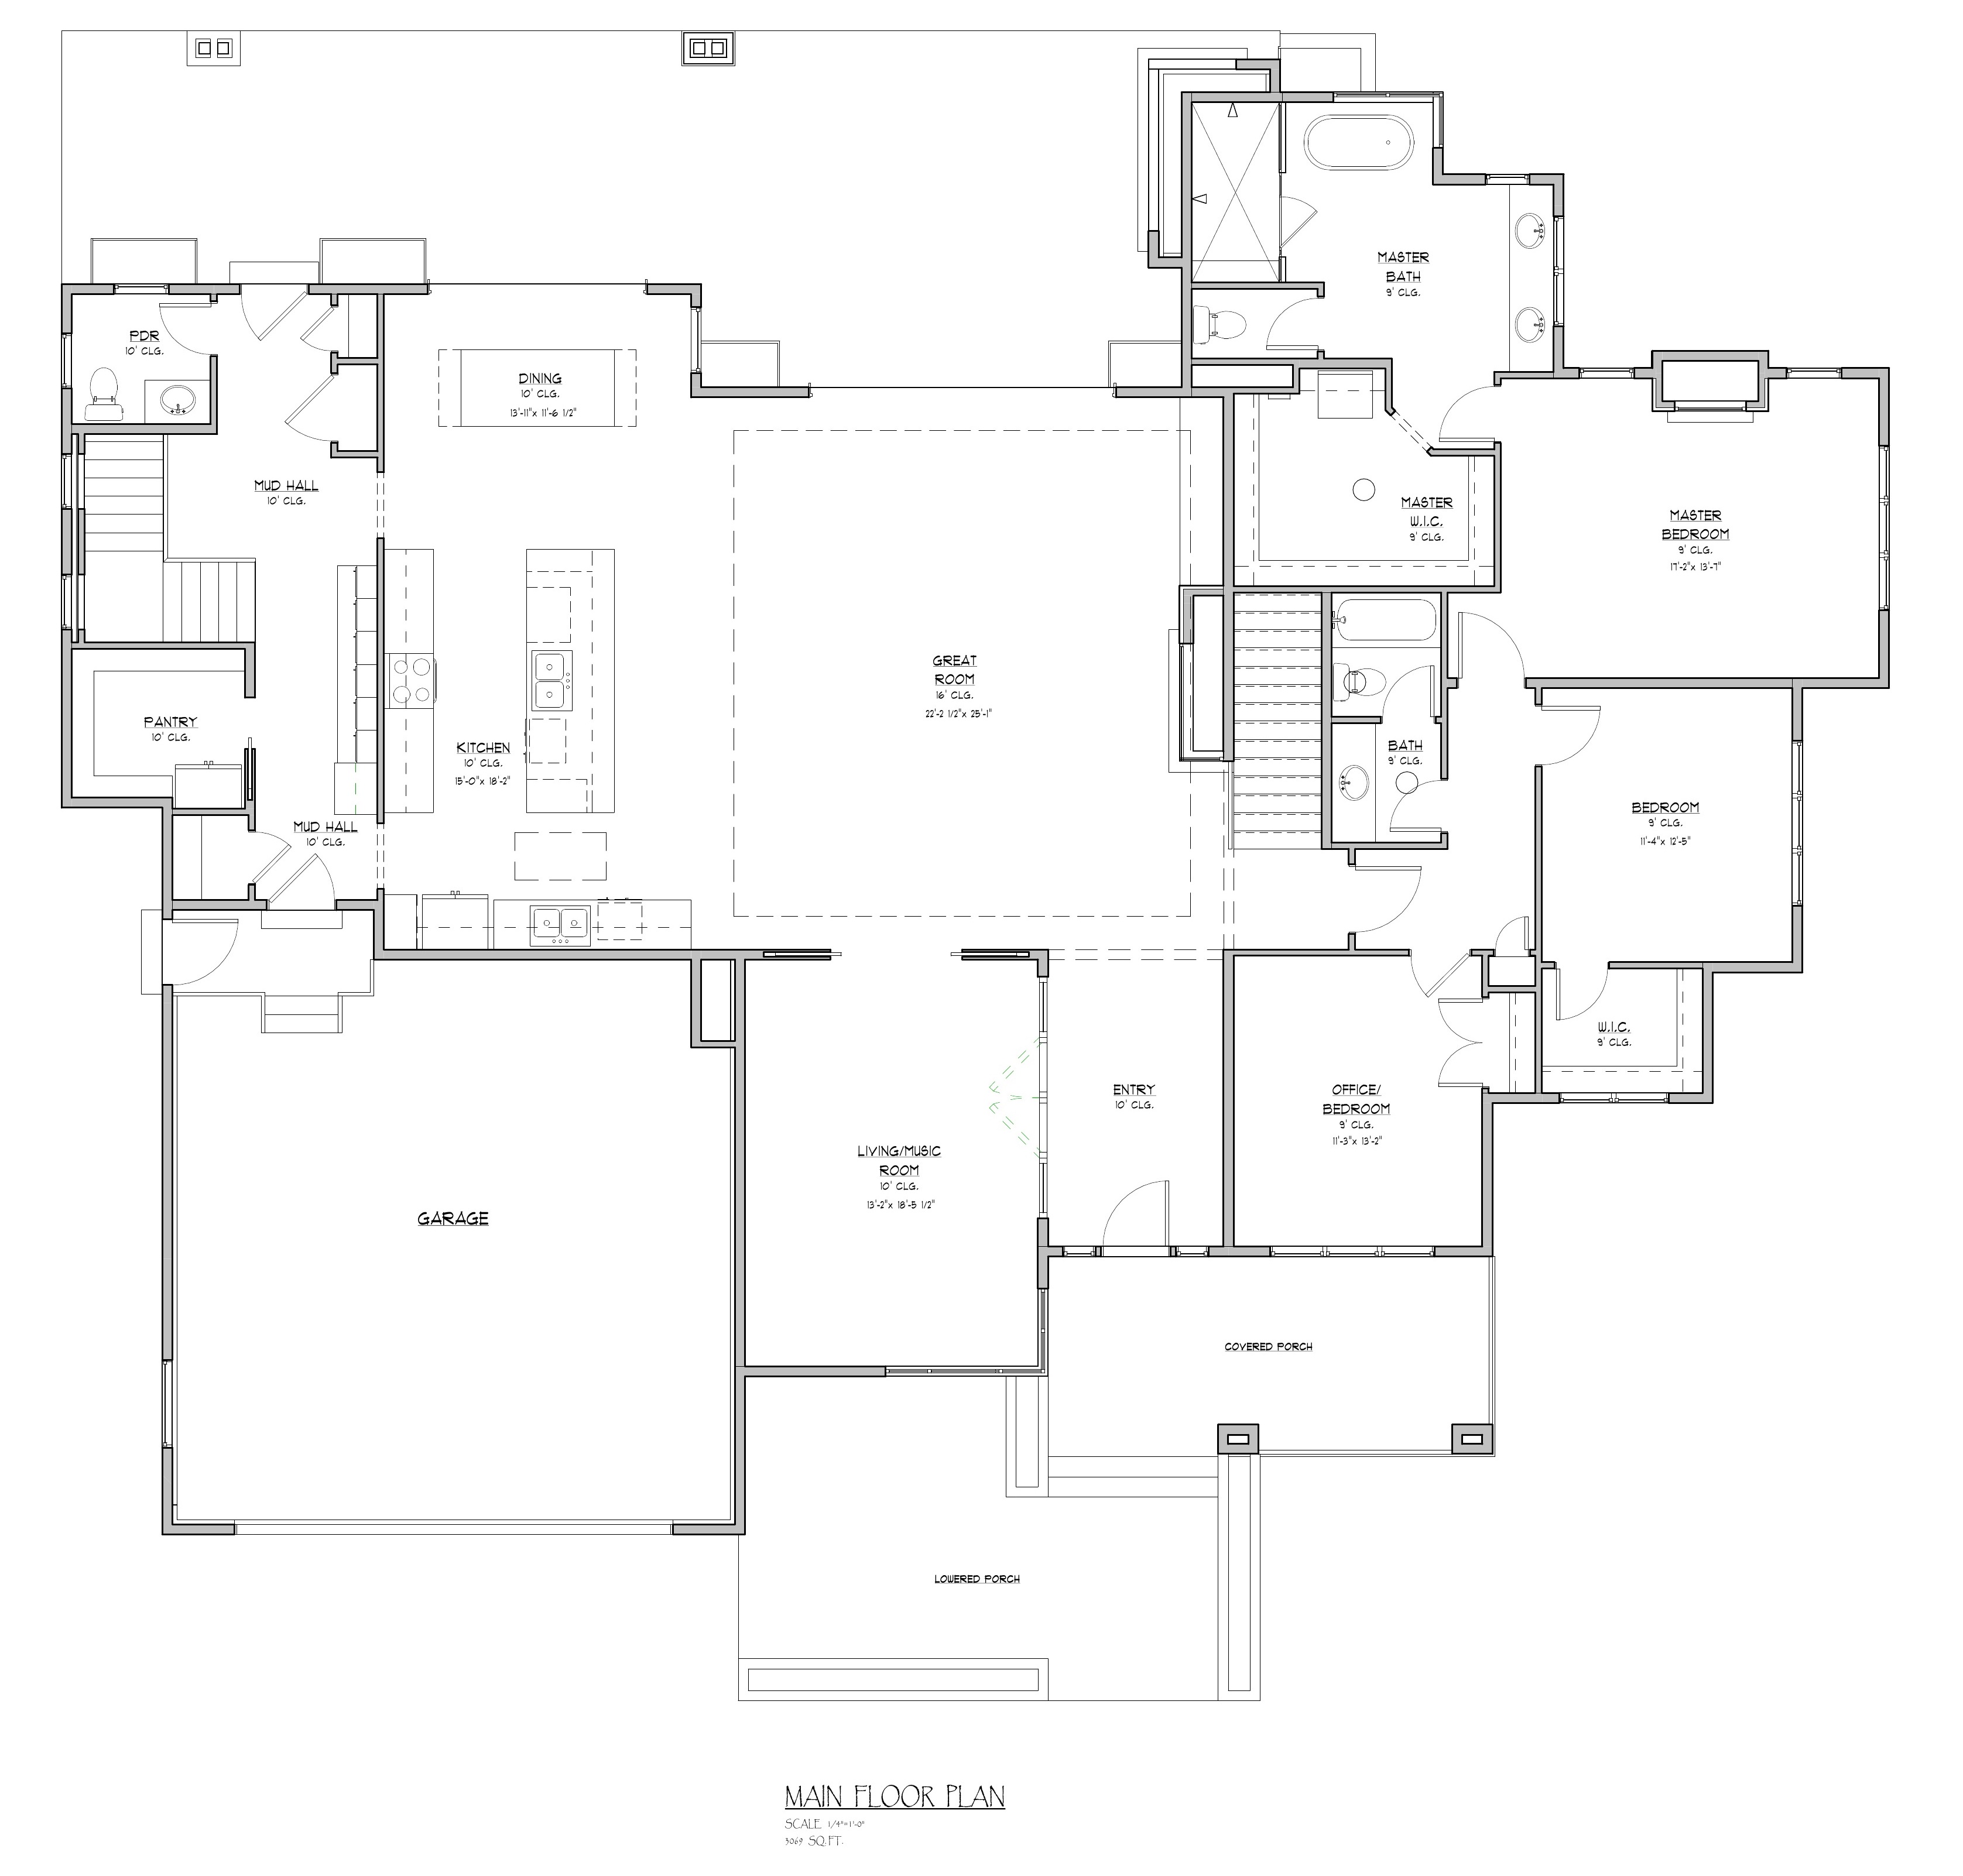 MASTER
BATH
9' CLG.
PDR
10' CLG.
DINING
10' CLG.
13'-11"x 11'-6 1/2"
MUD HALL
10' CLG.
MASTER
W.I.C.
9' CLG.
MASTER
BEDROOM
9' CLG.
17'-2"x 13'-7"
GREAT
ROOM
16' CLG.
22'-2 1/2"x 25'-1"
PANTRY
10' CLG.
KITCHEN
10' CLG.
15'-0"x 18'-2"
BATH
9' CLG.
BEDROOM
9' CLG.
11'-4"x 12'-5"
MUD HALL
10' CLG.
W.I.C.
9' CLG.
ENTRY
10' CLG.
OFFICE/
BEDROOM
9' CLG.
11'-3"x 13'-2"
LIVING/MUSIC
ROOM
10' CLG.
13'-2"x 18'-5 1/2"
GARAGE
COVERED PORCH
LOWERED PORCH
MAIN FLOOR PLAN
SCALE 1/4"=1'-0"
3069 SQ.FT.